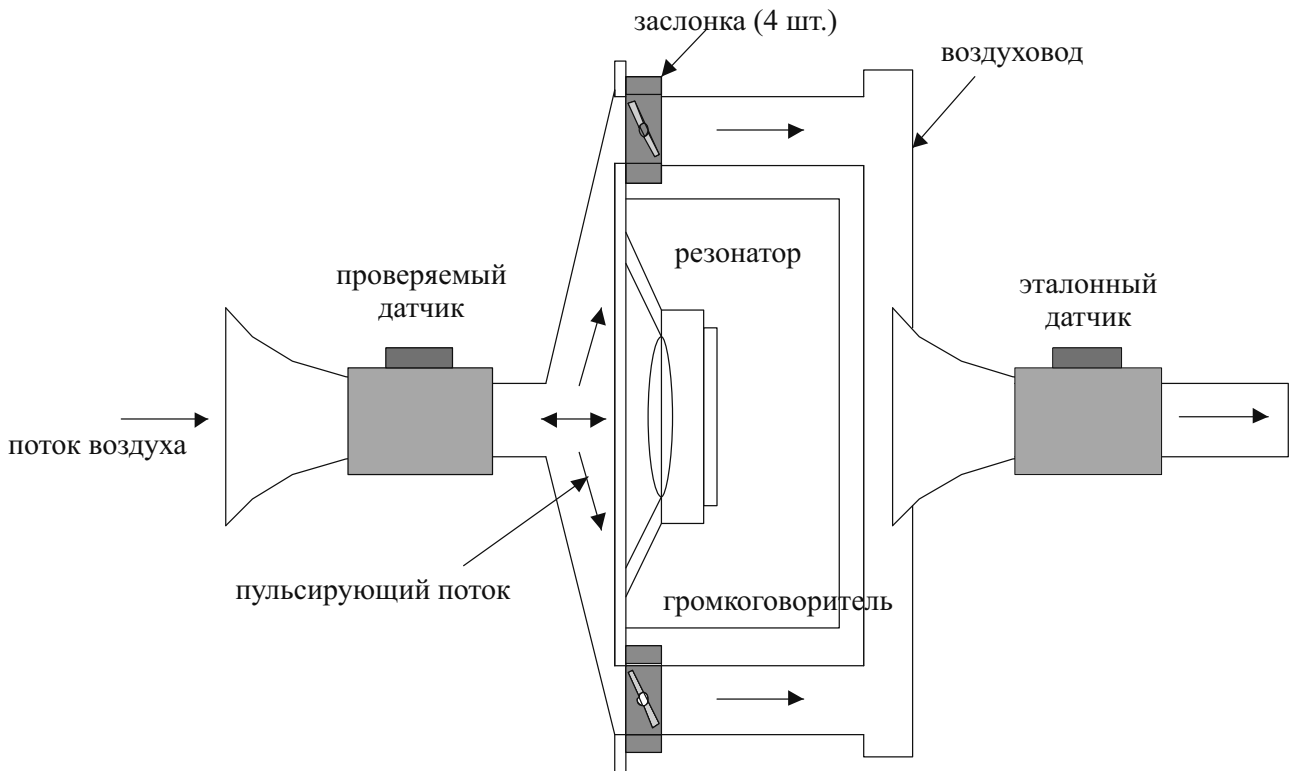 заслонка (4 шт.)
воздуховод
резонатор
проверяемый
датчик
эталонный
датчик
поток воздуха
пульсирующий поток
громкоговоритель